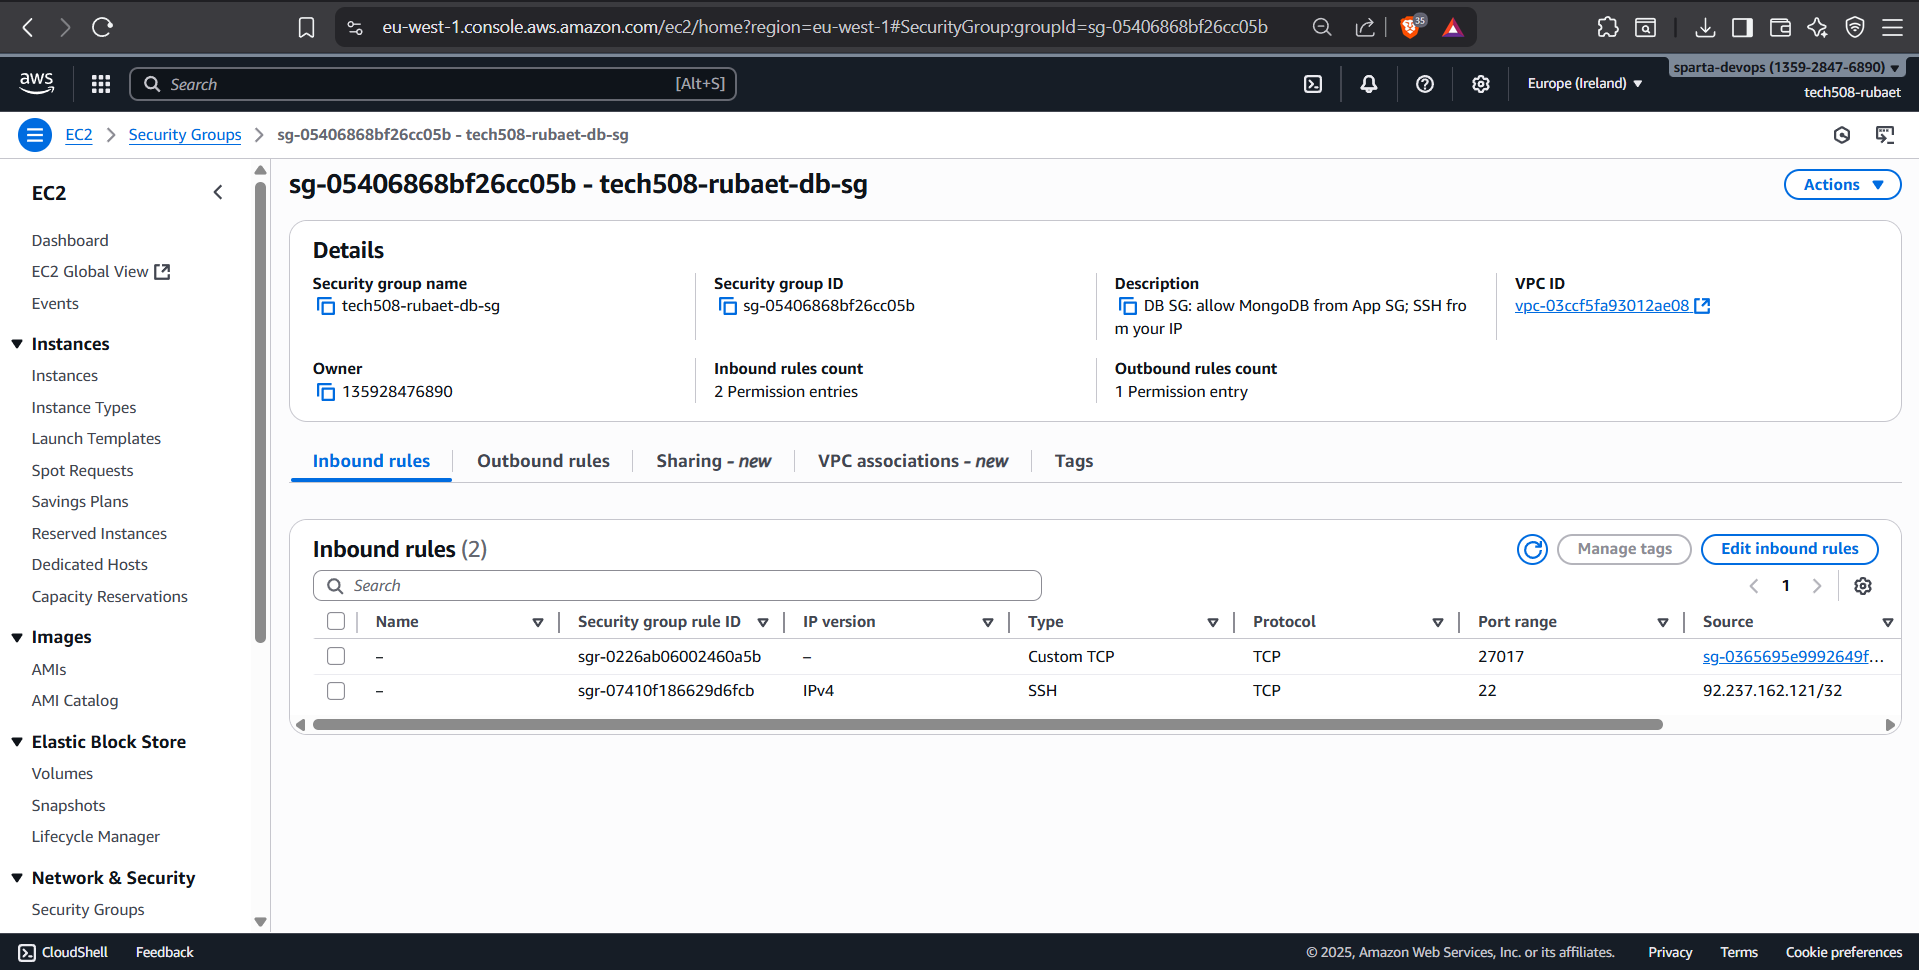 eu-west-1.console.aws.amazon.com/ec2/home?region=eu-west-1#SecurityGroup:groupId=sg-05406868bf26cc05b
35
aws
Search
[Alt+S]
Europe (Ireland)
sparta-devops (1359-2847-6890)
tech508-rubaet
EC2
Security Groups
sg-05406868bf26cc05b - tech508-rubaet-db-sg
EC2
Dashboard
EC2 Global View
Events
Instances
Instances
Instance Types
Launch Templates
Spot Requests
Savings Plans
Reserved Instances
Dedicated Hosts
Capacity Reservations
Images
AMIs
AMI Catalog
Elastic Block Store
Volumes
Snapshots
Lifecycle Manager
Network & Security
Security Groups
sg-05406868bf26cc05b - tech508-rubaet-db-sg
Actions
Details
Security group name
tech508-rubaet-db-sg
Security group ID
sg-05406868bf26cc05b
Description
DB SG: allow MongoDB from App SG; SSH fro
m your IP
VPC ID
vpc-03ccf5fa93012ae08
Owner
135928476890
Inbound rules count
2 Permission entries
Outbound rules count
1 Permission entry
Inbound rules
Outbound rules
Sharing - new
VPC associations - new
Tags
Inbound rules (2)
Manage tags
Edit inbound rules
Search
1
Name Security group rule ID IP version Type Protocol Port range Source
– sgr-0226ab06002460a5b – Custom TCP TCP 27017 sg-0365695e9992649f...
– sgr-07410f186629d6fcb IPv4 SSH TCP 22 92.237.162.121/32
CloudShell
Feedback
© 2025, Amazon Web Services, Inc. or its affiliates.
Privacy
Terms
Cookie preferences